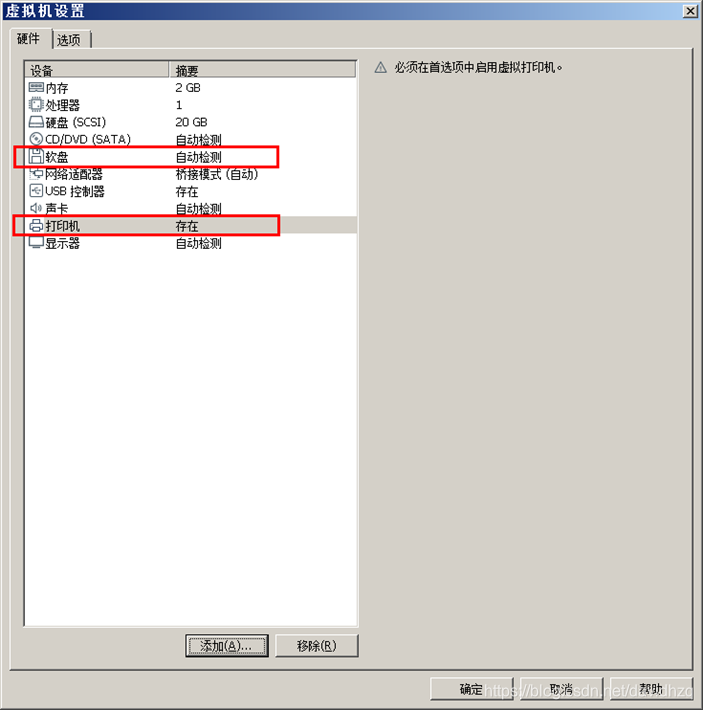 虚拟机设置
硬件 选项
设备 摘要
内存 2 GB
处理器 1
硬盘 (SCSI) 20 GB
CD/DVD (SATA) 自动检测
软盘 自动检测
网络适配器 桥接模式 (自动)
USB 控制器 存在
声卡 自动检测
打印机 存在
显示器 自动检测
必须在首选项中启用虚拟打印机。
添加(A)... 移除(R)
确定 取消 帮助